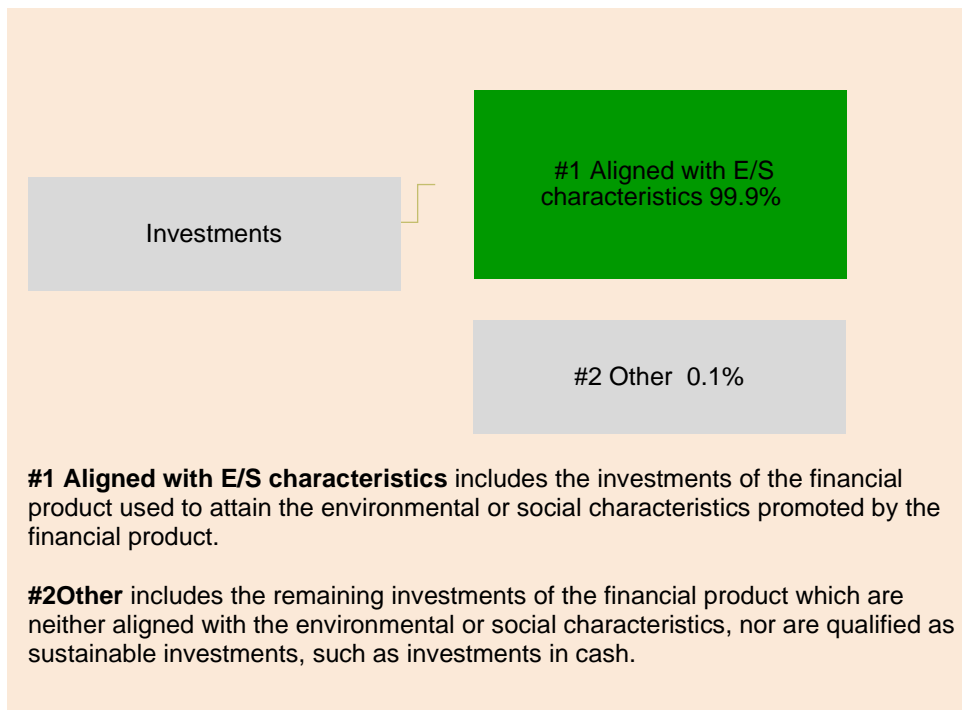 #1 Aligned with E/S
characteristics 99.9%
Investments
#2 Other  0.1%
#1 Aligned with E/S characteristics includes the investments of the financial
product used to attain the environmental or social characteristics promoted by the
financial product.
#2Other includes the remaining investments of the financial product which are
neither aligned with the environmental or social characteristics, nor are qualified as
sustainable investments, such as investments in cash.